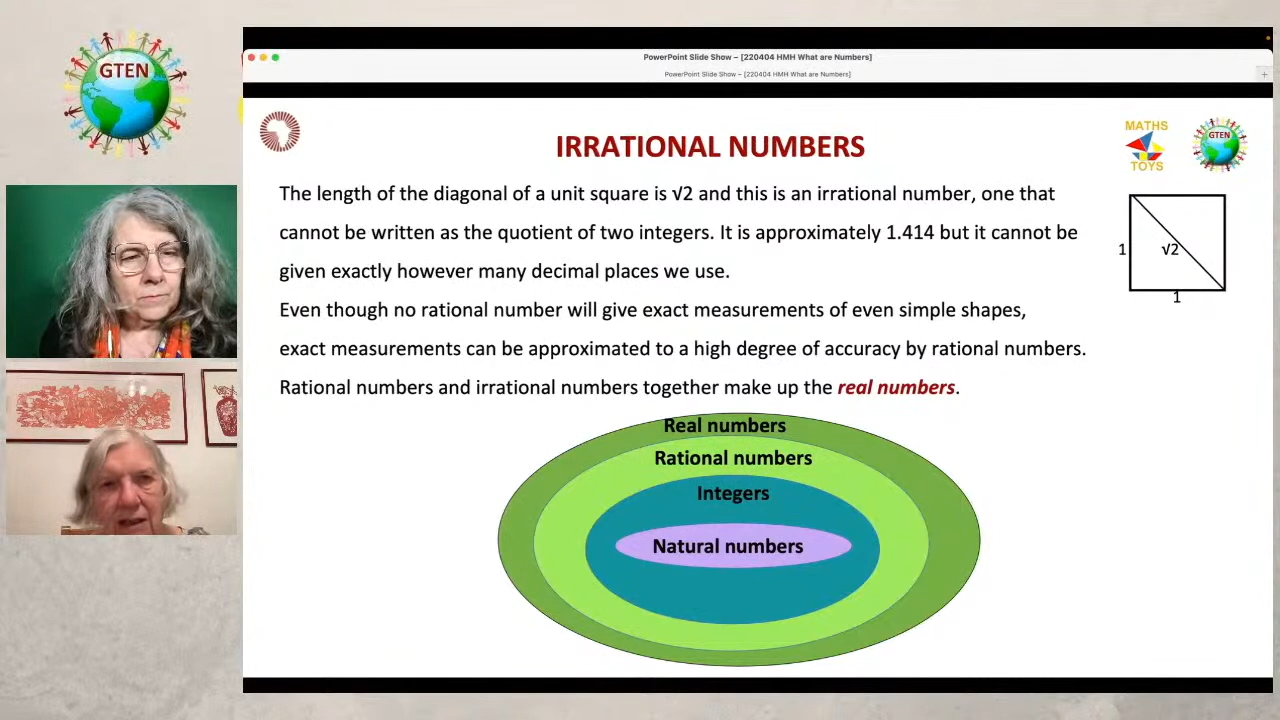 GTEN
PowerPoint Slide Show – [220404 HMH What are Numbers]
PowerPoint Slide Show – [220404 HMH What are Numbers]
IRRATIONAL NUMBERS
MATHS
TOYS
GTEN
The length of the diagonal of a unit square is √2 and this is an irrational number, one that
cannot be written as the quotient of two integers. It is approximately 1.414 but it cannot be
given exactly however many decimal places we use.
Even though no rational number will give exact measurements of even simple shapes,
exact measurements can be approximated to a high degree of accuracy by rational numbers.
Rational numbers and irrational numbers together make up the real numbers.
1
√2
1
Real numbers
Rational numbers
Integers
Natural numbers